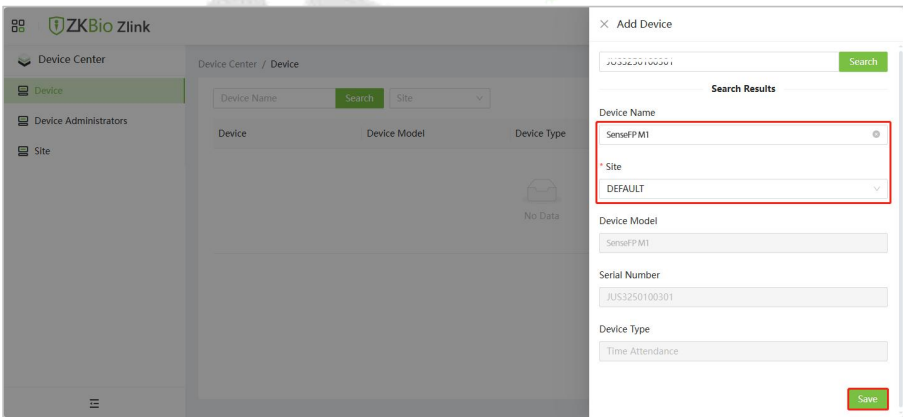 ZKBio Zlink
Add Device
Device Center
Device Center / Device
JUS3250100301
Search
Search Results
Device
Device Name
Search
Site
Device Name
Device Administrators
SenseFP M1
Device
Device Model
Device Type
Site
* Site
DEFAULT
No Data
Device Model
SenseFP M1
Serial Number
JUS3250100301
Device Type
Time Attendance
Save